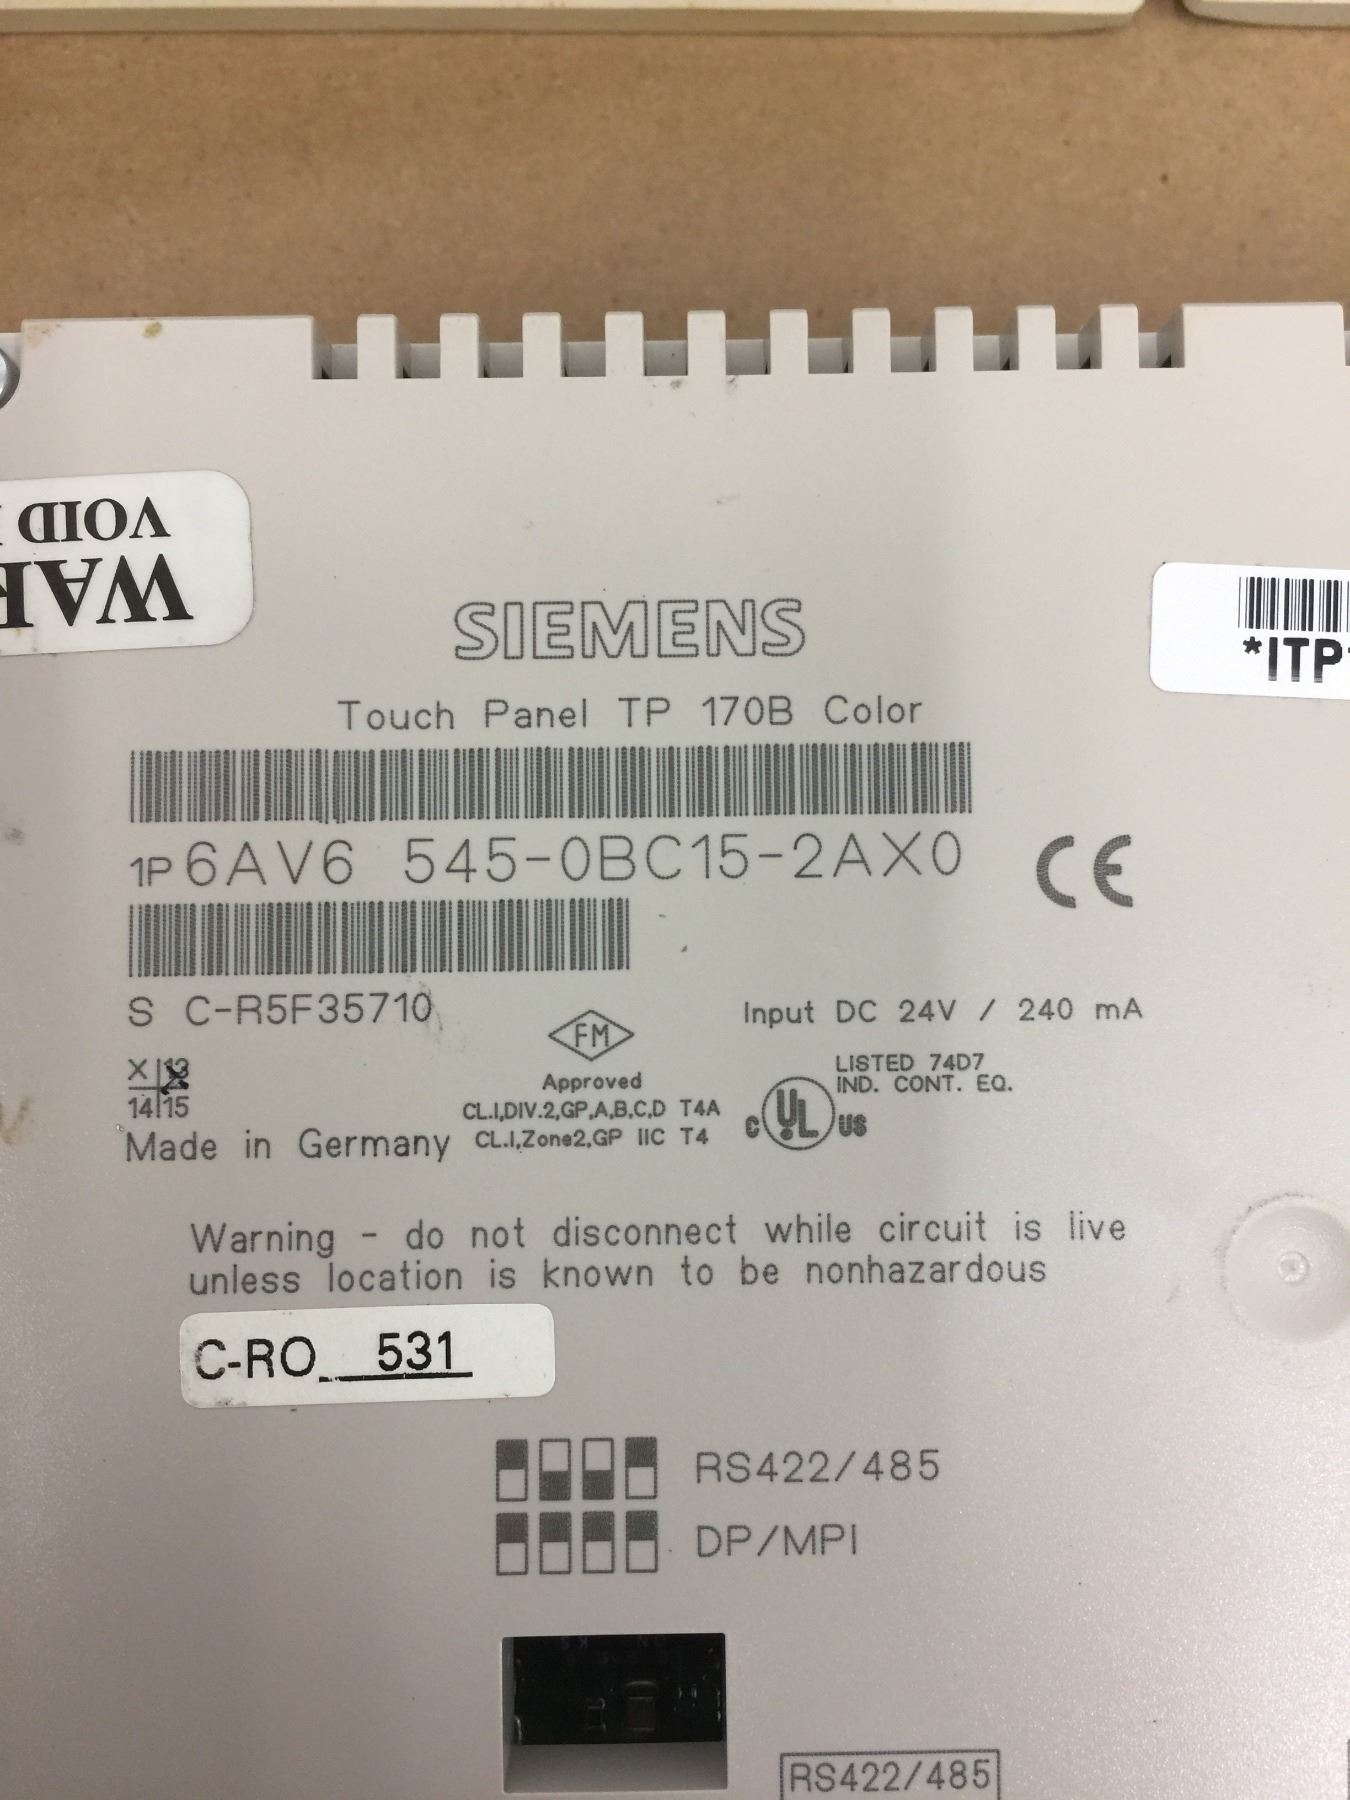 VOID
WAR
*ITP
SIEMENS
Touch Panel TP 170B Color
1P 6AV6 545-0BC15-2AX0
CE
S C-R5F35710
Input DC 24V / 240 mA
FM
Approved
CL.I,DIV.2,GP,A,B,C,D T4A
CL.I,Zone2,GP IIC T4
LISTED 74D7
IND. CONT. EQ.
C UL US
X 13
14 15
Made in Germany
Warning - do not disconnect while circuit is live
unless location is known to be nonhazardous
C-RO 531
RS422/485
DP/MPI
RS422/485